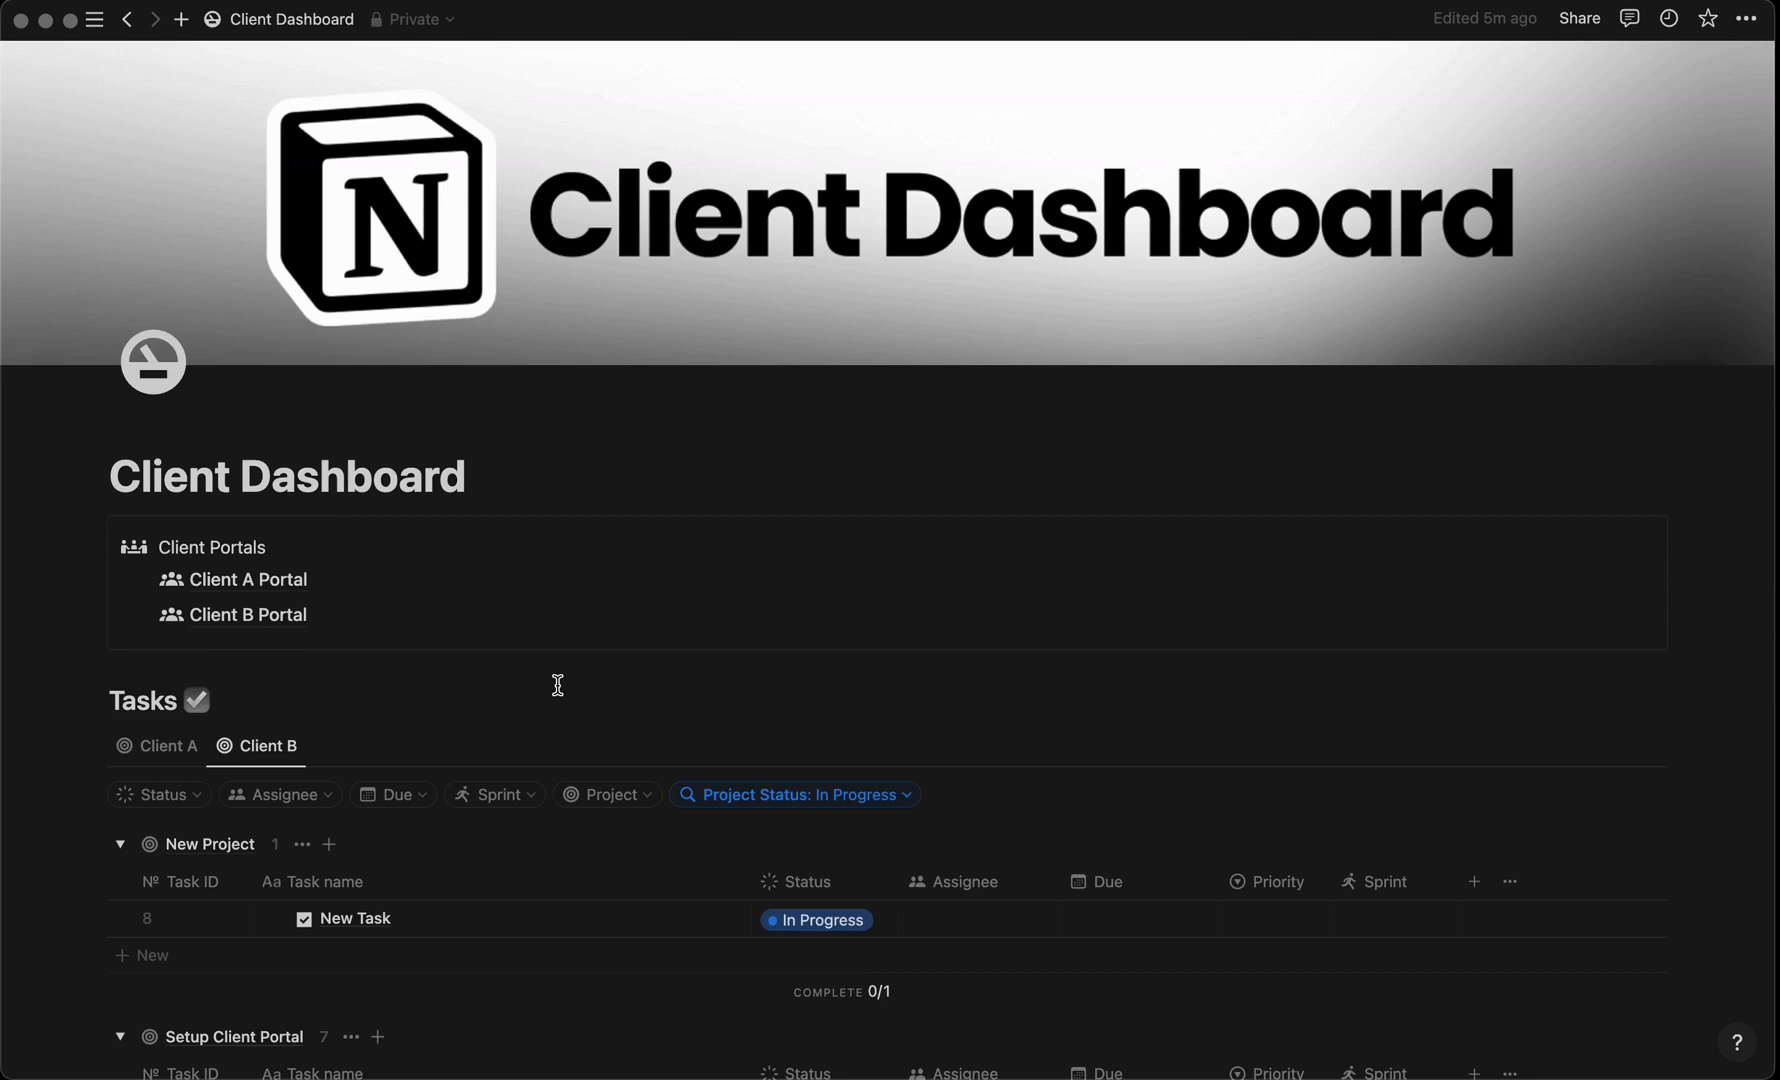 Client Dashboard Private Edited 5m ago Share
N Client Dashboard
Client Dashboard
Client Portals
Client A Portal
Client B Portal
Tasks
Client A Client B
Status Assignee Due Sprint Project Project Status: In Progress
New Project 1
Nº Task ID Aa Task name Status Assignee Due Priority Sprint
8 New Task In Progress
New
COMPLETE 0/1
Setup Client Portal 7
?
Nº Task ID Aa Task name Status Assignee Due Priority Sprint